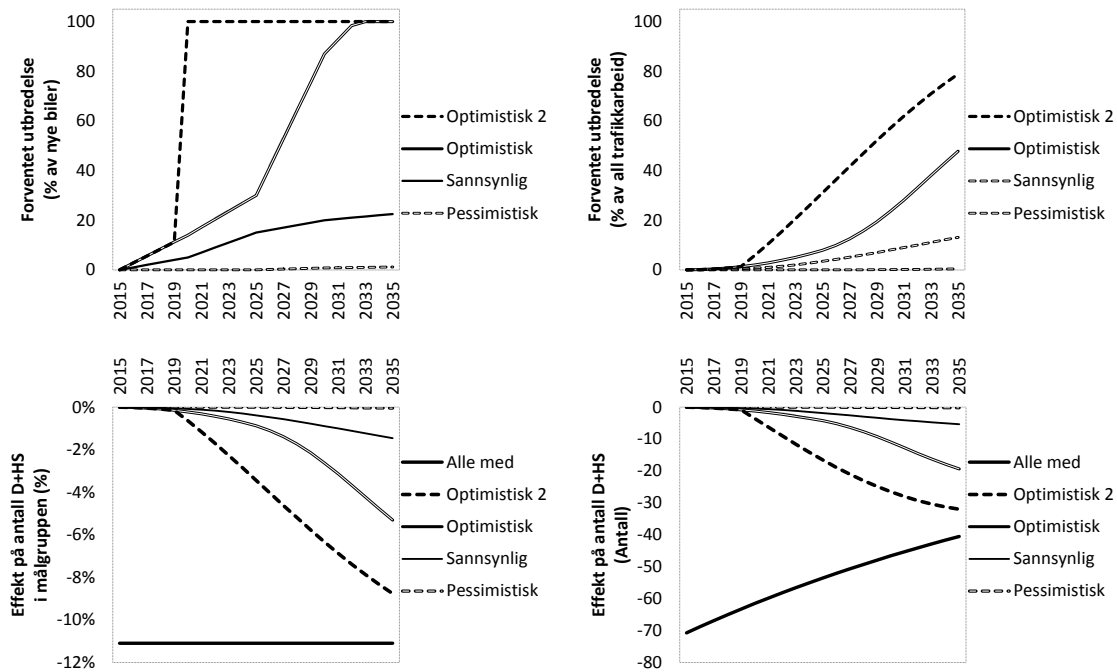 Forventet utbredelse
(% av nye biler)
100
80
60
40
20
0
2015
2017
2019
2021
2023
2025
2027
2029
2031
2033
2035
Optimistisk 2
Optimistisk
Sannsynlig
Pessimistisk
Forventet utbredelse
(% av all trafikkarbeid)
100
80
60
40
20
0
2015
2017
2019
2021
2023
2025
2027
2029
2031
2033
2035
Optimistisk 2
Optimistisk
Sannsynlig
Pessimistisk
Effekt på antall D+HS
i målgruppen (%)
2015
2017
2019
2021
2023
2025
2027
2029
2031
2033
2035
0%
-2%
-4%
-6%
-8%
-10%
-12%
Alle med
Optimistisk 2
Optimistisk
Sannsynlig
Pessimistisk
Effekt på antall D+HS
(Antall)
2015
2017
2019
2021
2023
2025
2027
2029
2031
2033
2035
0
-10
-20
-30
-40
-50
-60
-70
-80
Alle med
Optimistisk 2
Optimistisk
Sannsynlig
Pessimistisk